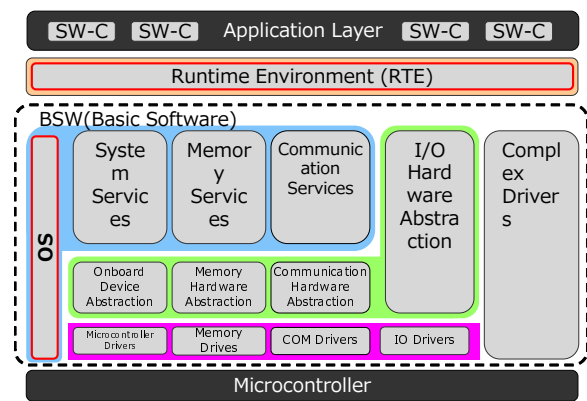 SW-C SW-C Application Layer SW-C SW-C
Runtime Environment (RTE)
BSW(Basic Software)
OS
Syste
m
Servic
es
Memor
y
Servic
es
Communic
ation
Services
I/O
Hard
ware
Abstra
ction
Compl
ex
Driver
s
Onboard
Device
Abstraction
Memory
Hardware
Abstraction
Communication
Hardware
Abstraction
Microcontroller
Drivers
Memory
Drives
COM Drivers
IO Drivers
Microcontroller